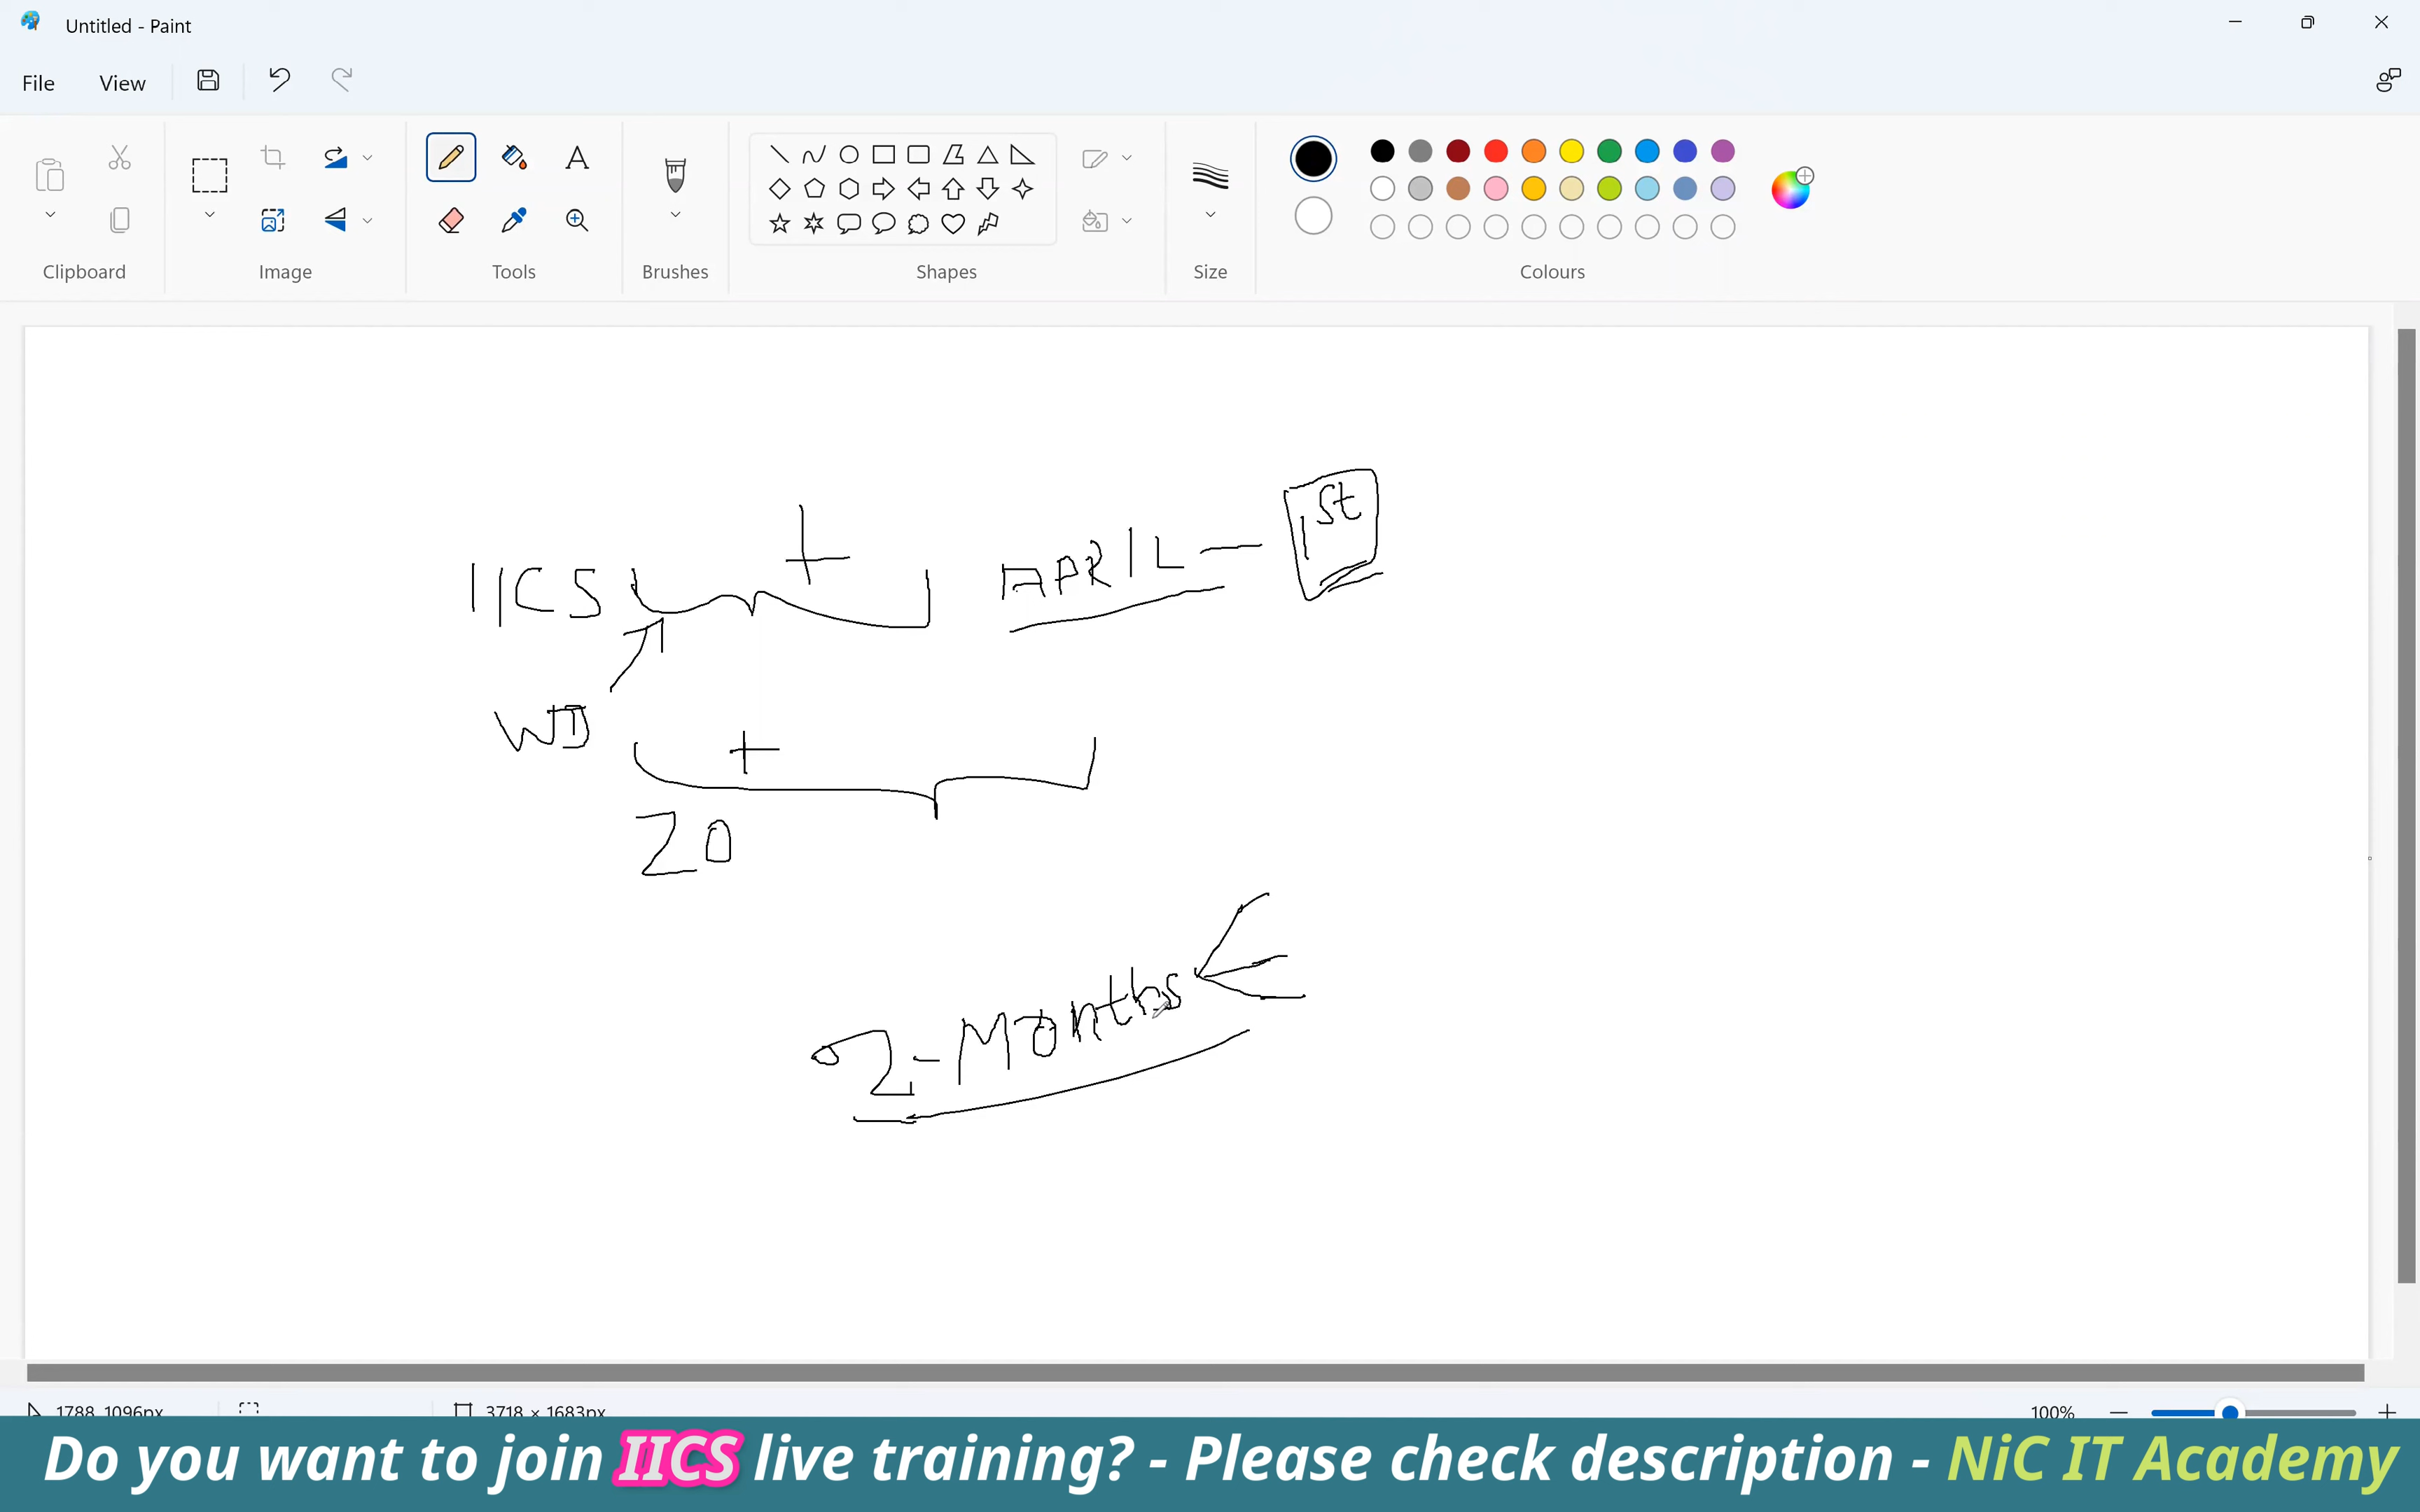 Untitled - Paint
File View
Clipboard Image Tools Brushes Shapes Size Colours
IICS + APRIL - 1st
WD +
20
2-Months
1788, 1096px 3718 × 1683px 100%
Do you want to join IICS live training? - Please check description - NiC IT Academy